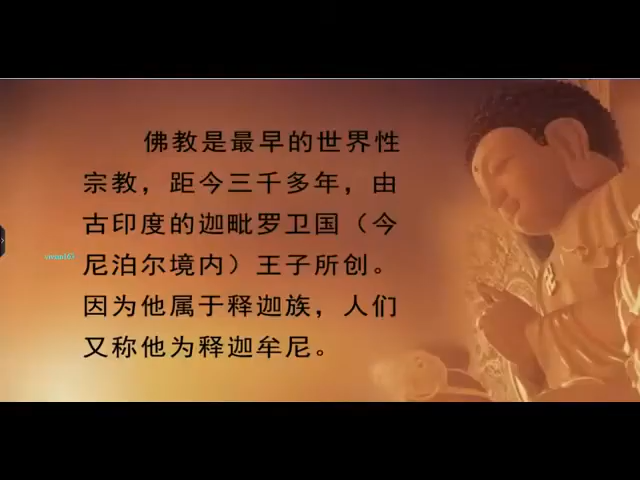 佛教是最早的世界性
宗教，距今三千多年，由
古印度的迦毗罗卫国（今
尼泊尔境内）王子所创。
因为他属于释迦族，人们
又称他为释迦牟尼。